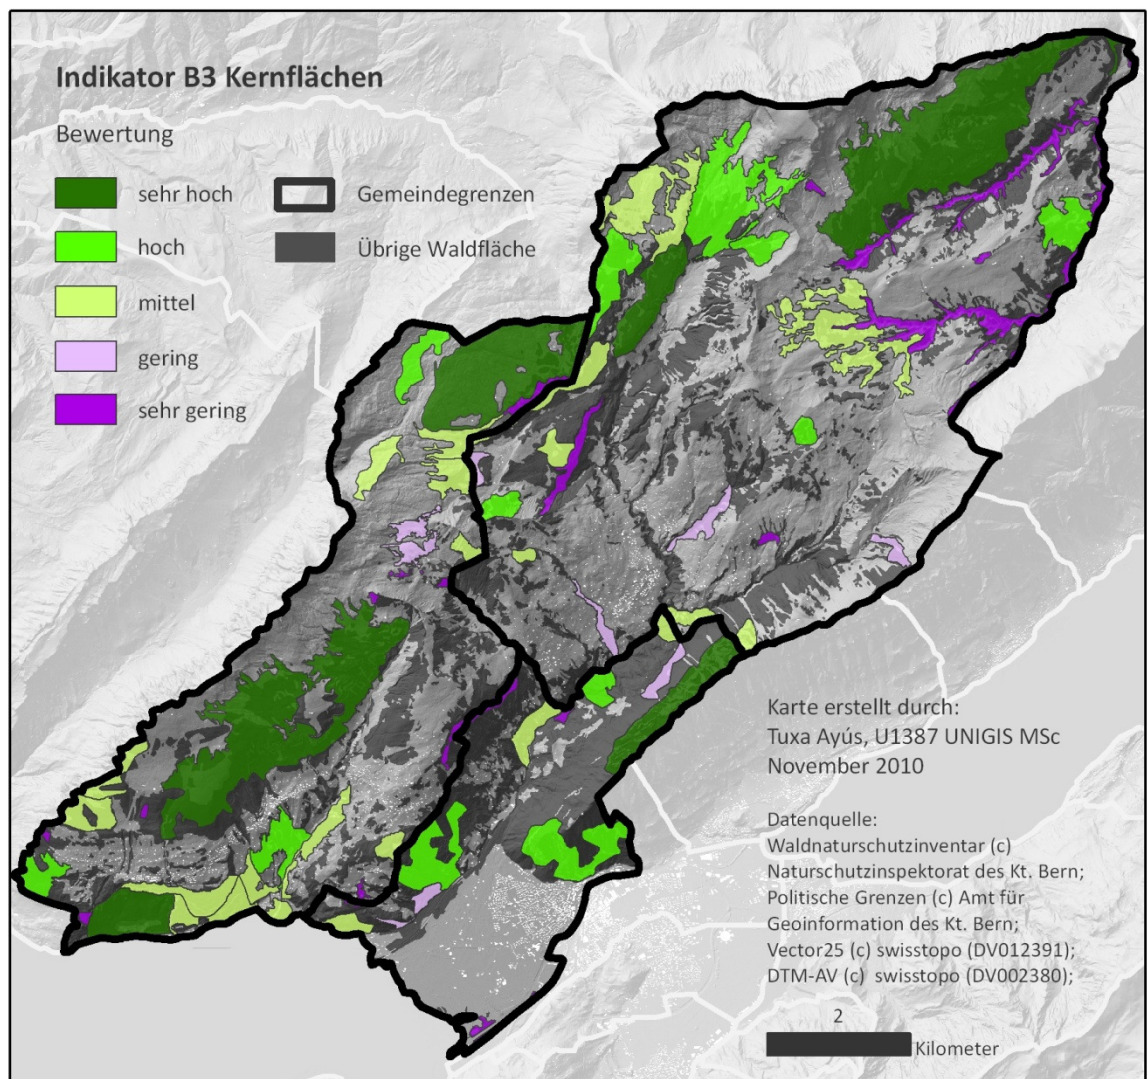 Indikator B3 Kernflächen
Bewertung
sehr hoch
hoch
mittel
gering
sehr gering
Gemeindegrenzen
Übrige Waldfläche
Karte erstellt durch:
Tuxa Ayús, U1387 UNIGIS MSc
November 2010
Datenquelle:
Waldnaturschutzinventar (c)
Naturschutzinspektorat des Kt. Bern;
Politische Grenzen (c) Amt für
Geoinformation des Kt. Bern;
Vector25 (c) swisstopo (DV012391);
DTM-AV (c) swisstopo (DV002380);
2
Kilometer